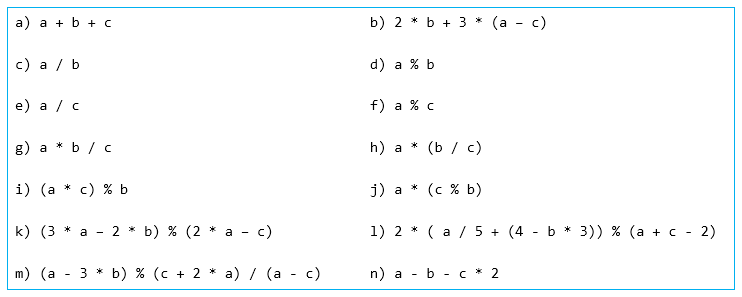 a) a + b + c
b) 2 * b + 3 * (a – c)
c) a / b
d) a % b
e) a / c
f) a % c
g) a * b / c
h) a * (b / c)
i) (a * c) % b
j) a * (c % b)
k) (3 * a – 2 * b) % (2 * a – c)
l) 2 * ( a / 5 + (4 - b * 3)) % (a + c - 2)
m) (a - 3 * b) % (c + 2 * a) / (a - c)
n) a - b - c * 2